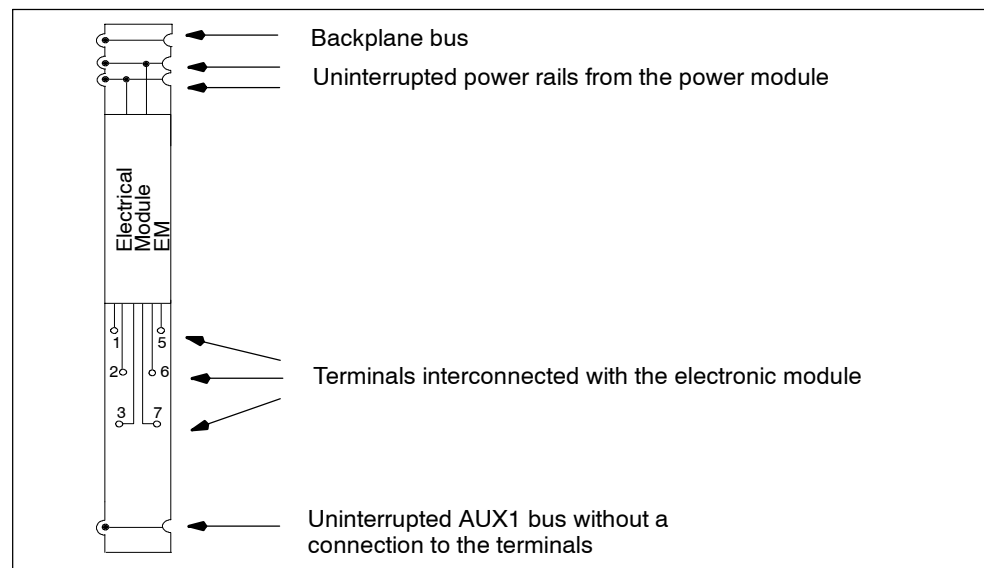 Backplane bus
Uninterrupted power rails from the power module
Electrical
Module
EM
1
5
2
6
3
7
Terminals interconnected with the electronic module
Uninterrupted AUX1 bus without a
connection to the terminals